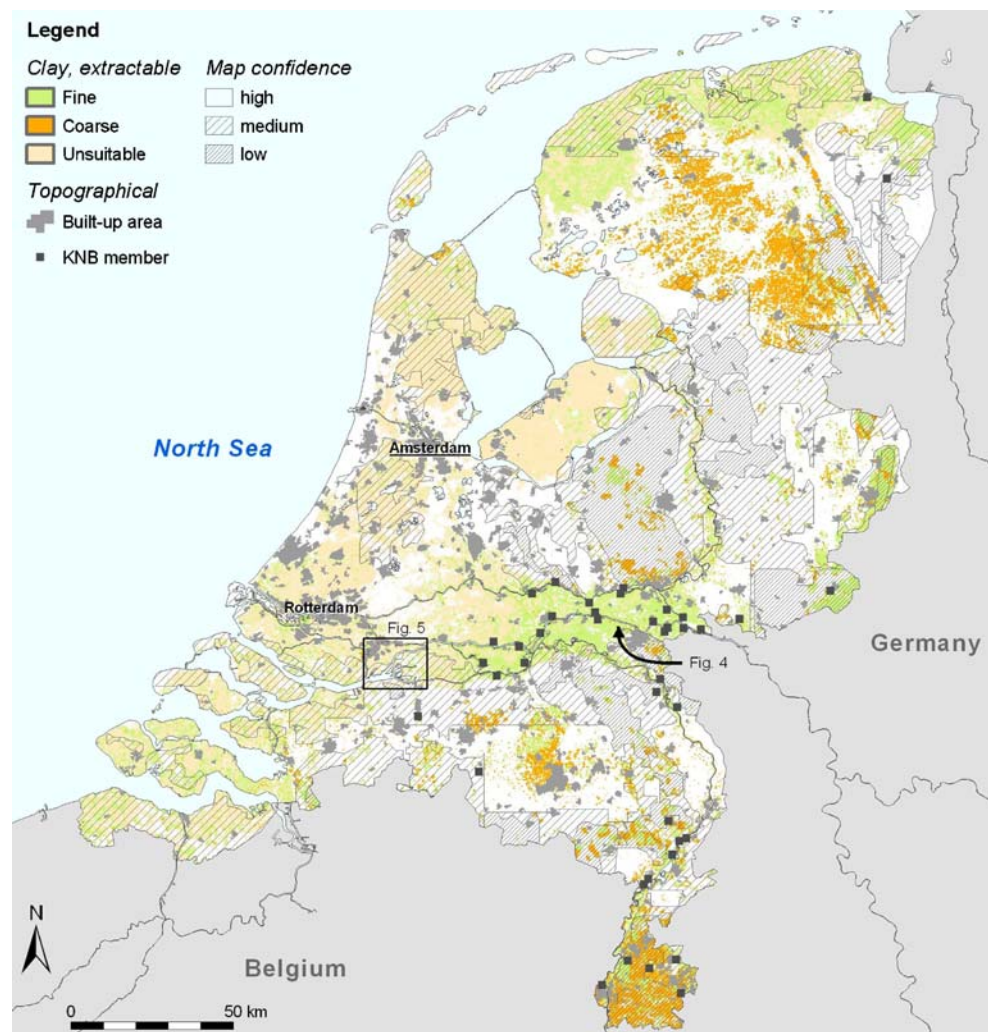 Legend
Clay, extractable
Map confidence
Fine
high
Coarse
medium
Unsuitable
low
Topographical
Built-up area
KNB member
North Sea
Amsterdam
Rotterdam
Fig. 5
Germany
Fig. 4
N
Belgium
0 50 km